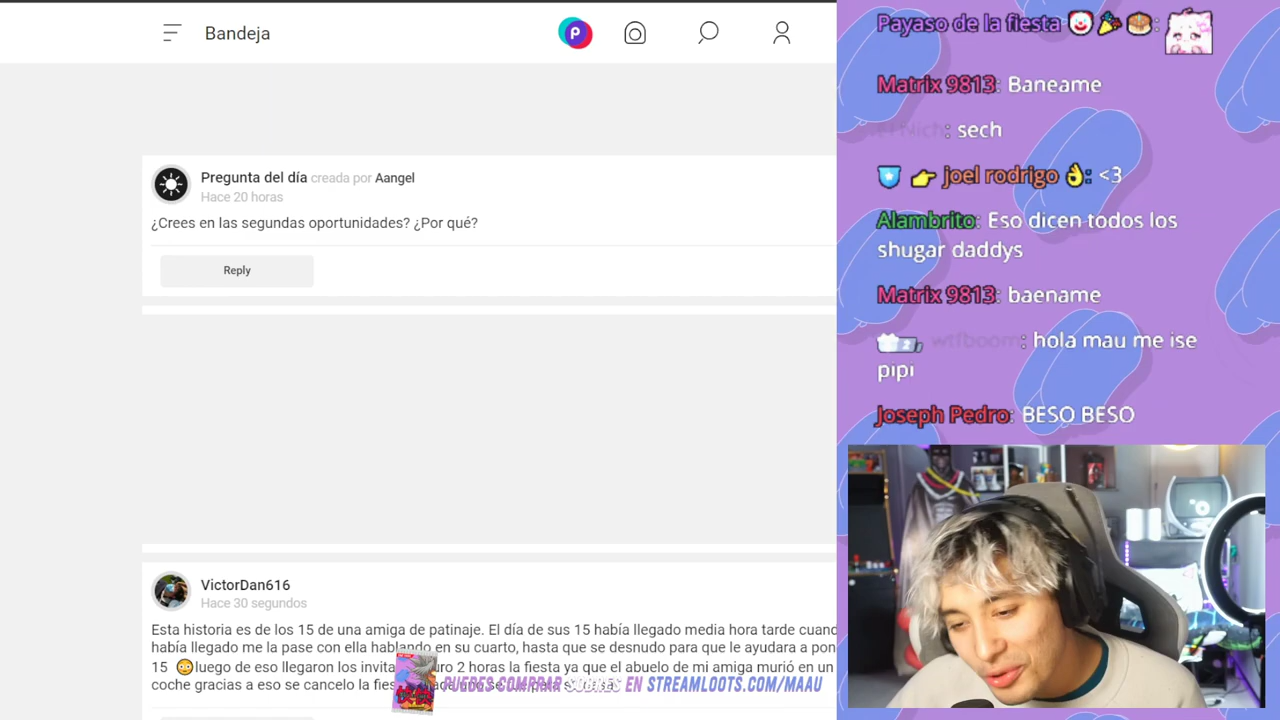 Bandeja
Pregunta del día creada por Aangel
Hace 20 horas
¿Crees en las segundas oportunidades? ¿Por qué?
Reply
VictorDan616
Hace 30 segundos
Esta historia es de los 15 de una amiga de patinaje. El día de sus 15 había llegado media hora tarde cuand
había llegado me la pase con ella hablando en su cuarto, hasta que se desnudo para que le ayudara a pon
15 😳luego de eso llegaron los invita uro 2 horas la fiesta ya que el abuelo de mi amiga murió en un
coche gracias a eso se cancelo la fies
PUEDES COMPRAR SOBRES EN STREAMLOOTS.COM/MAAU
Payaso de la fiesta 🤡 🎉 🎂:
Matrix 9813: Baneame
: sech
👉 joel rodrigo 👌: <3
Alambrito: Eso dicen todos los
shugar daddys
Matrix 9813: baename
wtfboom: hola mau me ise
pipi
Joseph Pedro: BESO BESO